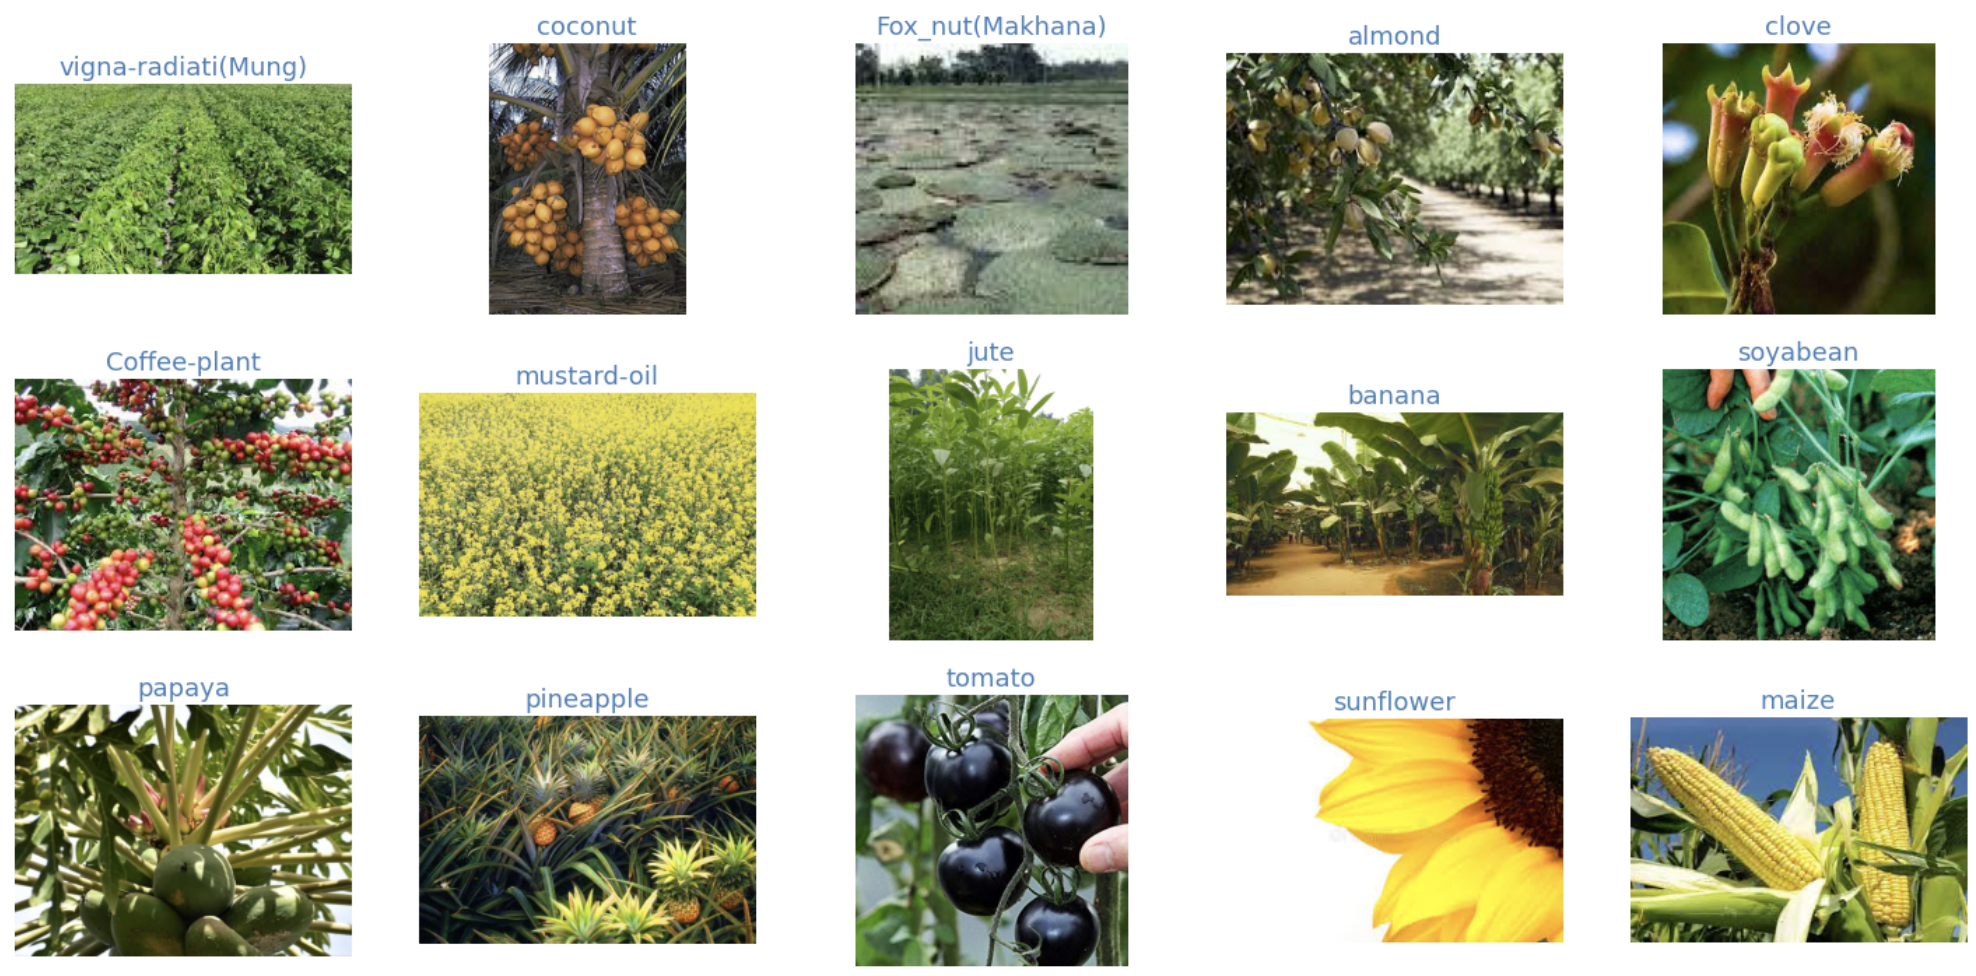 vigna-radiati(Mung)
coconut
Fox_nut(Makhana)
almond
clove
Coffee-plant
mustard-oil
jute
banana
soyabean
papaya
pineapple
tomato
sunflower
maize